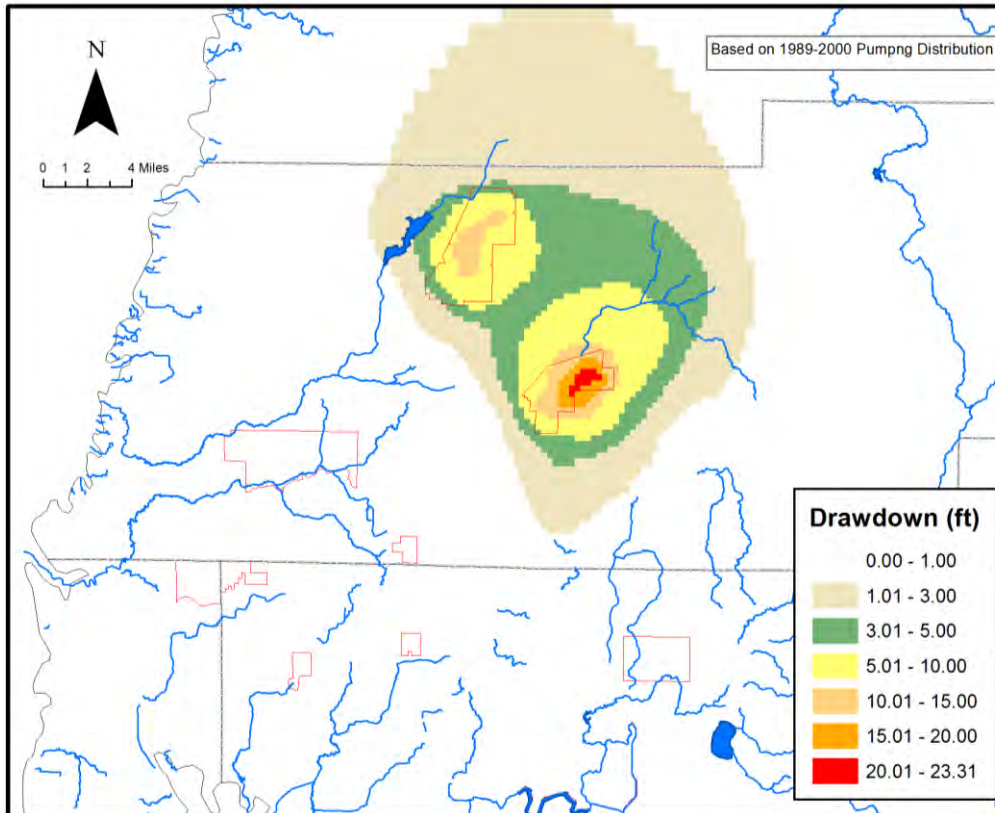 Based on 1989-2000 Pumpng Distribution
N
0 1 2 4 Miles
Drawdown (ft)
0.00 - 1.00
1.01 - 3.00
3.01 - 5.00
5.01 - 10.00
10.01 - 15.00
15.01 - 20.00
20.01 - 23.31